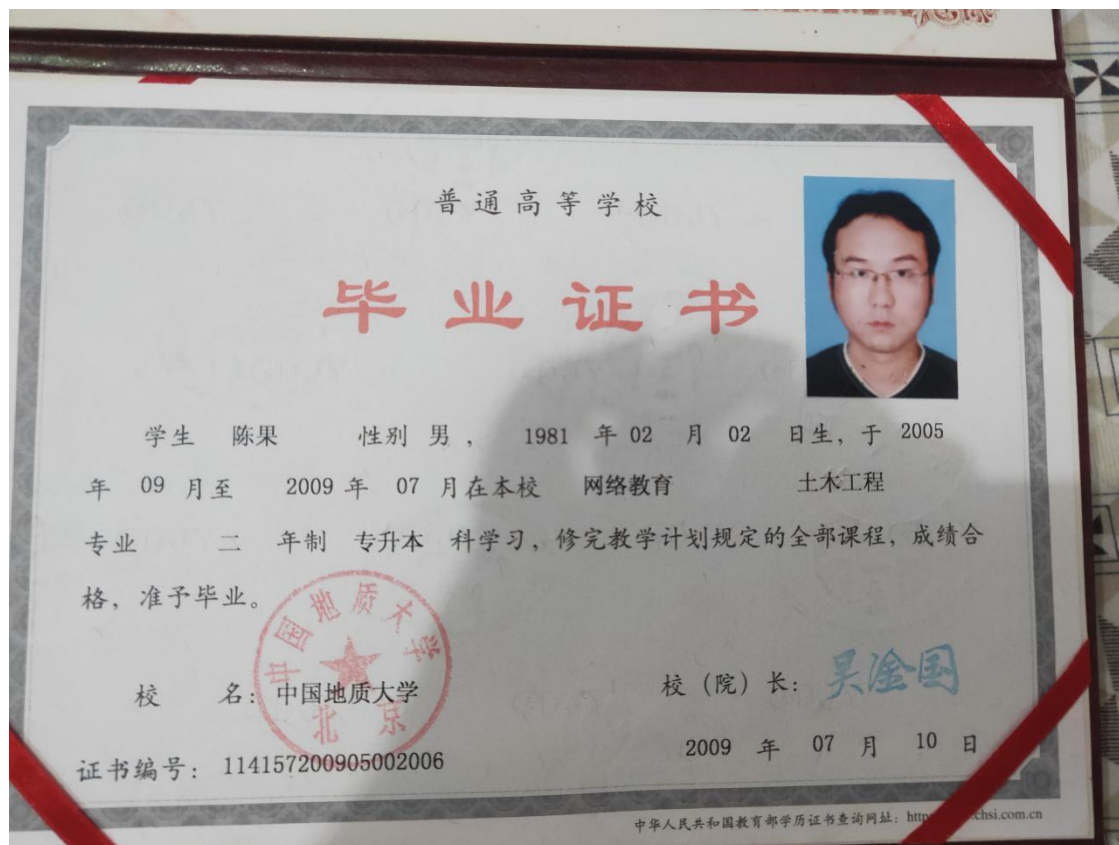 普通高等学校
毕业证书
学生 陈果 性别 男 ， 1981 年 02 月 02 日生，于 2005
年 09 月至 2009 年 07 月在本校 网络教育 土木工程
专业 二 年制 专升本 科学习，修完教学计划规定的全部课程，成绩合
格，准予毕业。
中国地质大学
北京
校 名：中国地质大学
校（院）长：吴淦国
证书编号：114157200905002006
2009 年 07 月 10 日
中华人民共和国教育部学历证书查询网址：http chsi.com.cn